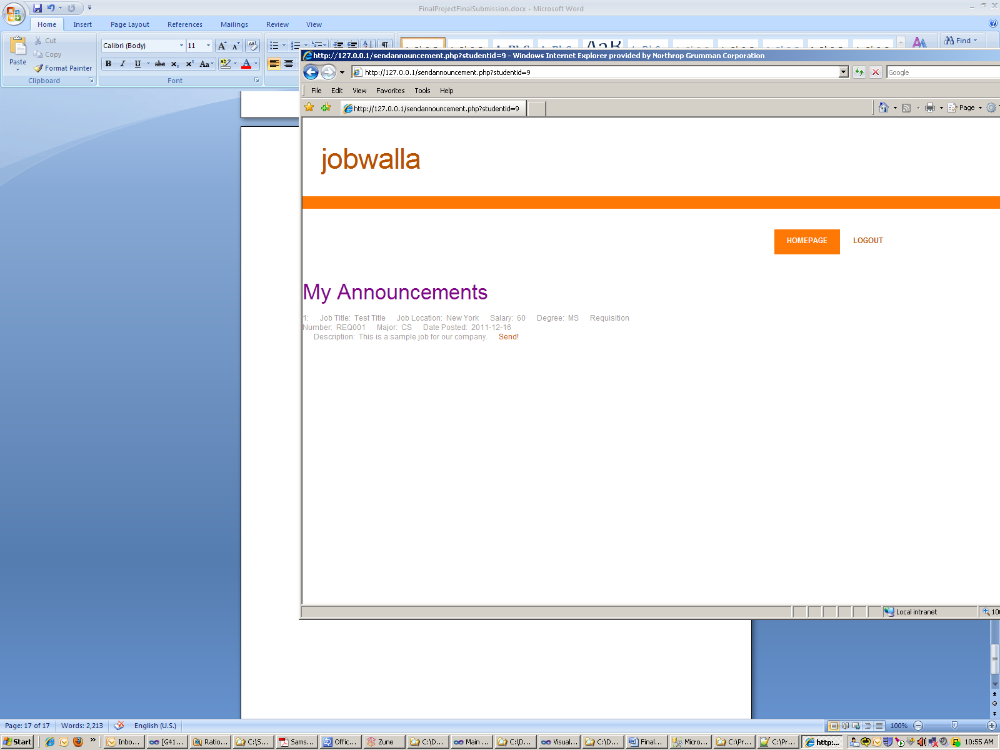 FinalProjectFinalSubmission.docx - Microsoft Word
Home Insert Page Layout References Mailings Review View
Paste
Cut
Copy
Format Painter
Clipboard
Calibri (Body) 11
Font
Find
http://127.0.0.1/sendannouncement.php?studentid=9 - Windows Internet Explorer provided by Northrop Grumman Corporation
http://127.0.0.1/sendannouncement.php?studentid=9
Google
File Edit View Favorites Tools Help
http://127.0.0.1/sendannouncement.php?studentid=9
Page
jobwalla
HOMEPAGE LOGOUT
My Announcements
1: Job Title: Test Title Job Location: New York Salary: 60 Degree: MS Requisition
Number: REQ001 Major: CS Date Posted: 2011-12-16
Description: This is a sample job for our company. Send!
Local intranet
Page: 17 of 17 Words: 2,213 English (U.S.) 100%
Start Inbo... [G41... Ratio... C:\S... Sams... Offic... Zune C:\D... Main ... C:\D... Visual... C:\D... Final... Micro... C:\Pr... C:\Pr... http:... 10:55 AM